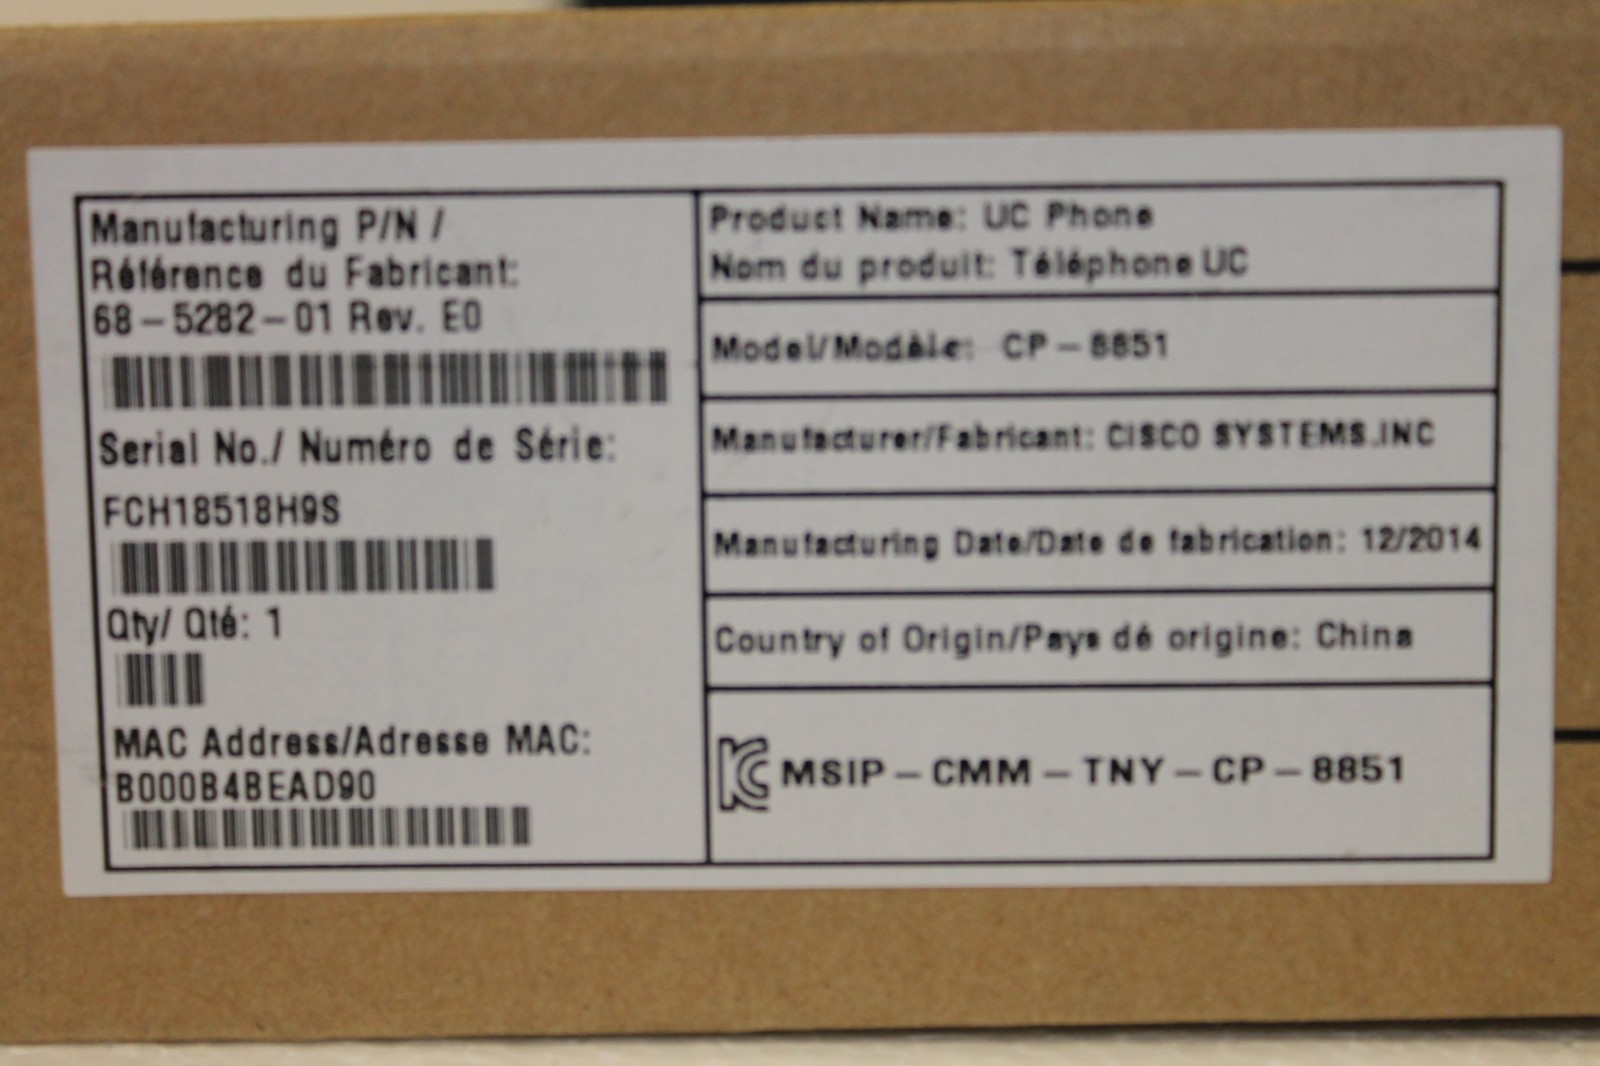 Manufacturing P/N /
Référence du Fabricant:
68-5282-01 Rev. E0
Serial No./ Numéro de Série:
FCH18518H9S
Qty/ Qté: 1
MAC Address/Adresse MAC:
B000B4BEAD90
Product Name: UC Phone
Nom du produit: Téléphone UC
Model/Modèle: CP-8851
Manufacturer/Fabricant: CISCO SYSTEMS.INC
Manufacturing Date/Date de fabrication: 12/2014
Country of Origin/Pays dé origine: China
MSIP-CMM-TNY-CP-8851